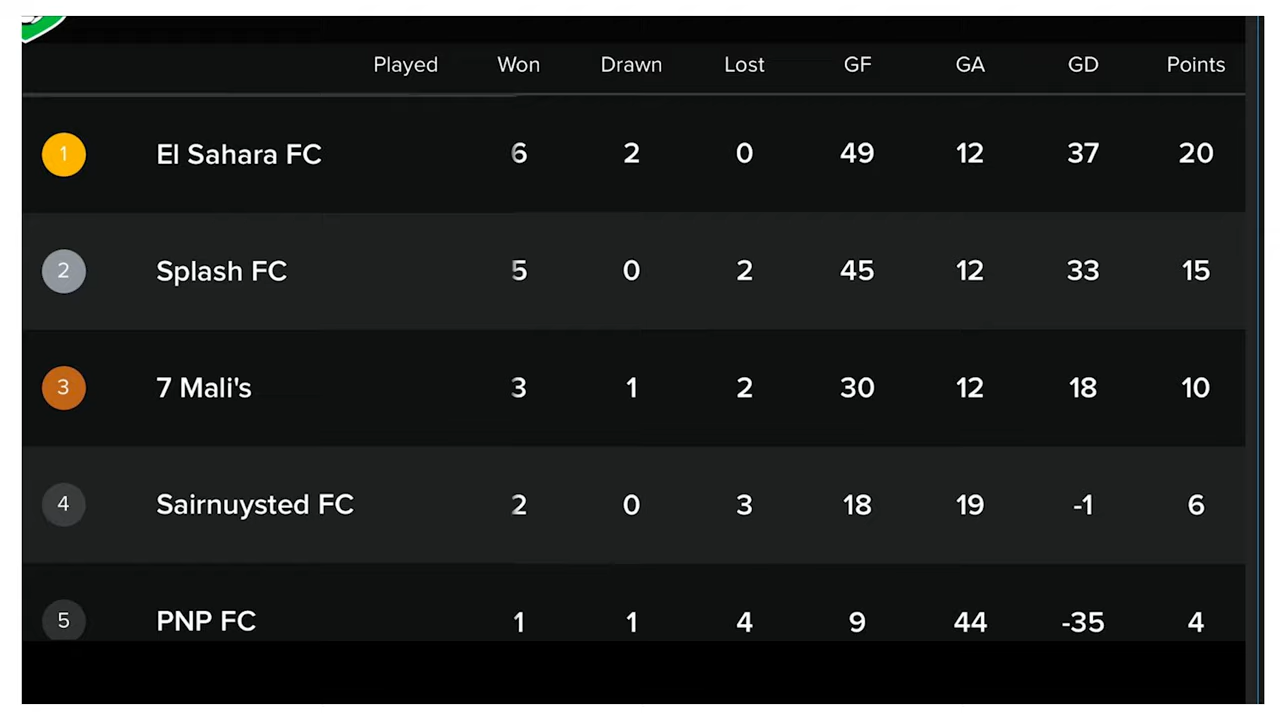 Played Won Drawn Lost GF GA GD Points
1 El Sahara FC 6 2 0 49 12 37 20
2 Splash FC 5 0 2 45 12 33 15
3 7 Mali's 3 1 2 30 12 18 10
4 Sairnuysted FC 2 0 3 18 19 -1 6
5 PNP FC 1 1 4 9 44 -35 4